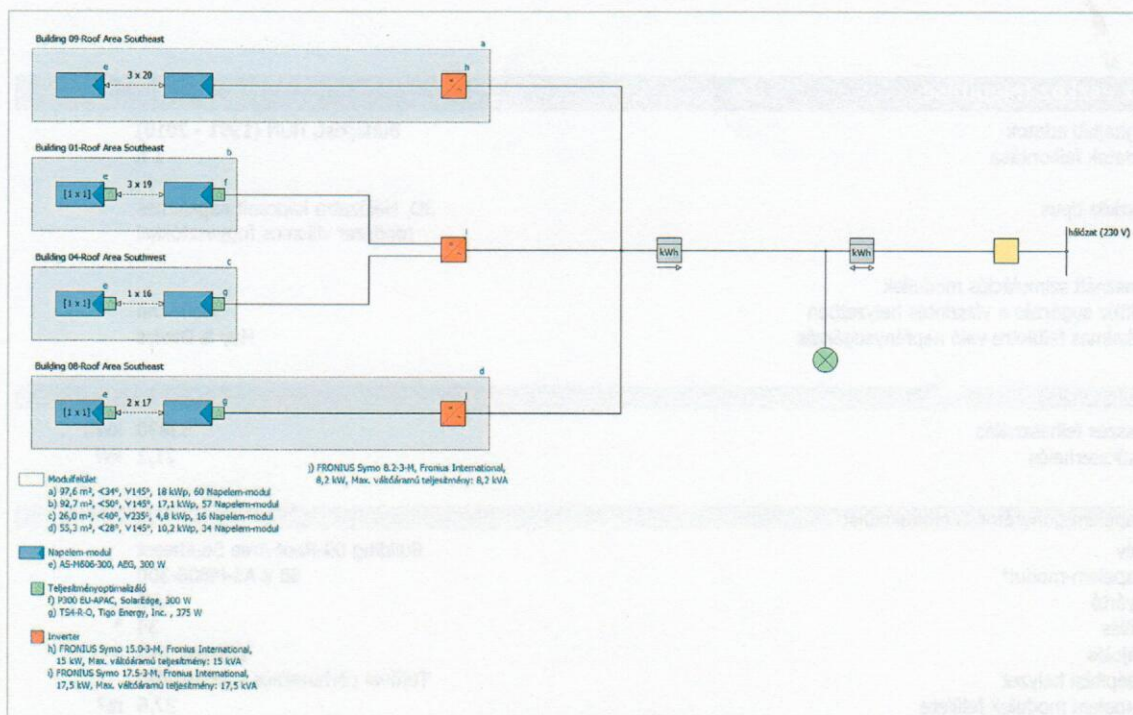 Building 09-Roof Area Southeast
a
e
3 x 20
h
Building 01-Roof Area Southeast
b
e
3 x 19
f
[1 x 1]
Building 04-Roof Area Southwest
c
e
1 x 16
g
[1 x 1]
kWh
kWh
hálózat (230 V)
Building 08-Roof Area Southeast
d
e
2 x 17
g
[1 x 1]
Modulfelület
a) 97,6 m², <34°, Y145°, 18 kWp, 60 Napelem-modul
b) 92,7 m², <50°, Y145°, 17,1 kWp, 57 Napelem-modul
c) 26,0 m², <40°, Y235°, 4,8 kWp, 16 Napelem-modul
d) 55,3 m², <28°, Y145°, 10,2 kWp, 34 Napelem-modul
Napelem-modul
e) AS-M606-300, AEG, 300 W
Teljesítményoptimalizáló
f) P300 EU-APAC, SolarEdge, 300 W
g) TS4-R-O, Tigo Energy, Inc. , 375 W
Inverter
h) FRONIUS Symo 15.0-3-M, Fronius International,
15 kW, Max. váltóáramú teljesítmény: 15 kVA
i) FRONIUS Symo 17.5-3-M, Fronius International,
17,5 kW, Max. váltóáramú teljesítmény: 17,5 kVA
j) FRONIUS Symo 8.2-3-M, Fronius International,
8,2 kW, Max. váltóáramú teljesítmény: 8,2 kVA